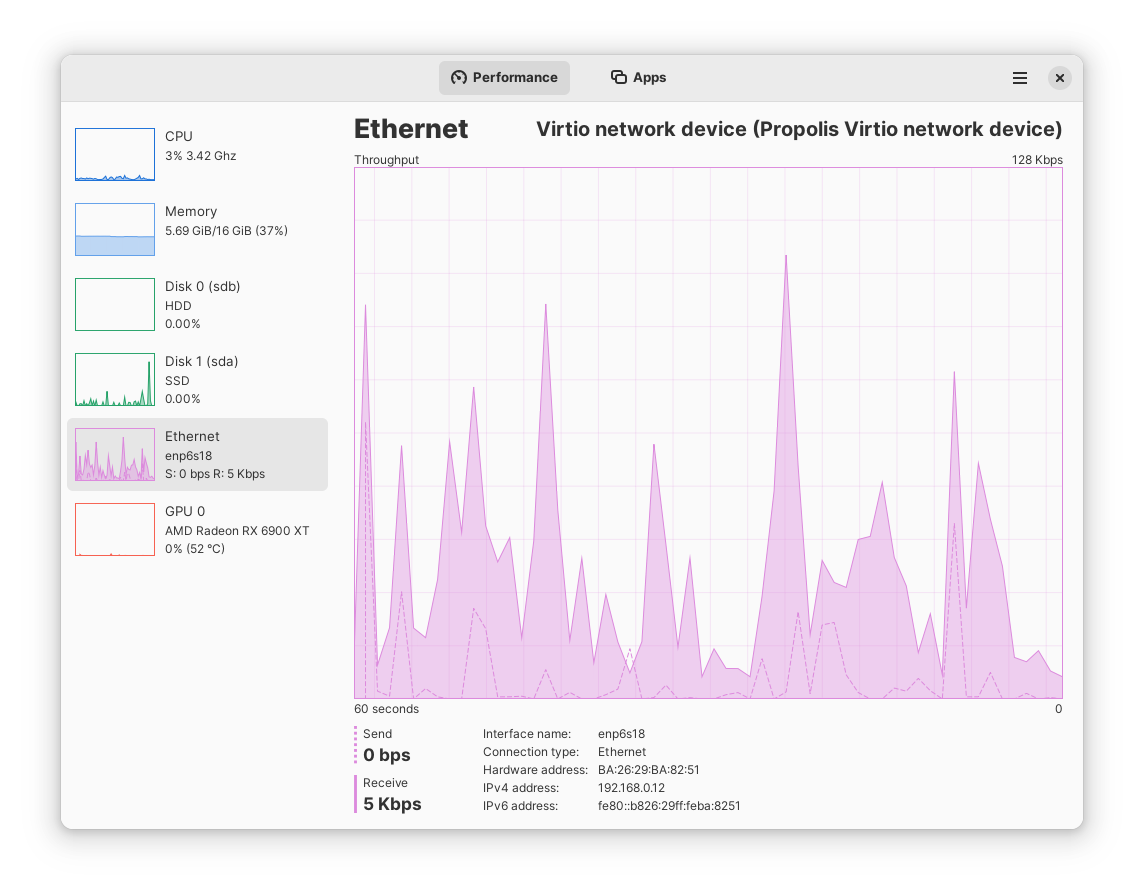 Performance
Apps
CPU
3% 3.42 Ghz
Memory
5.69 GiB/16 GiB (37%)
Disk 0 (sdb)
HDD
0.00%
Disk 1 (sda)
SSD
0.00%
Ethernet
enp6s18
S: 0 bps R: 5 Kbps
GPU 0
AMD Radeon RX 6900 XT
0% (52 °C)
Ethernet Virtio network device (Propolis Virtio network device)
Throughput 128 Kbps
60 seconds 0
Send
0 bps
Receive
5 Kbps
Interface name: enp6s18
Connection type: Ethernet
Hardware address: BA:26:29:BA:82:51
IPv4 address: 192.168.0.12
IPv6 address: fe80::b826:29ff:feba:8251